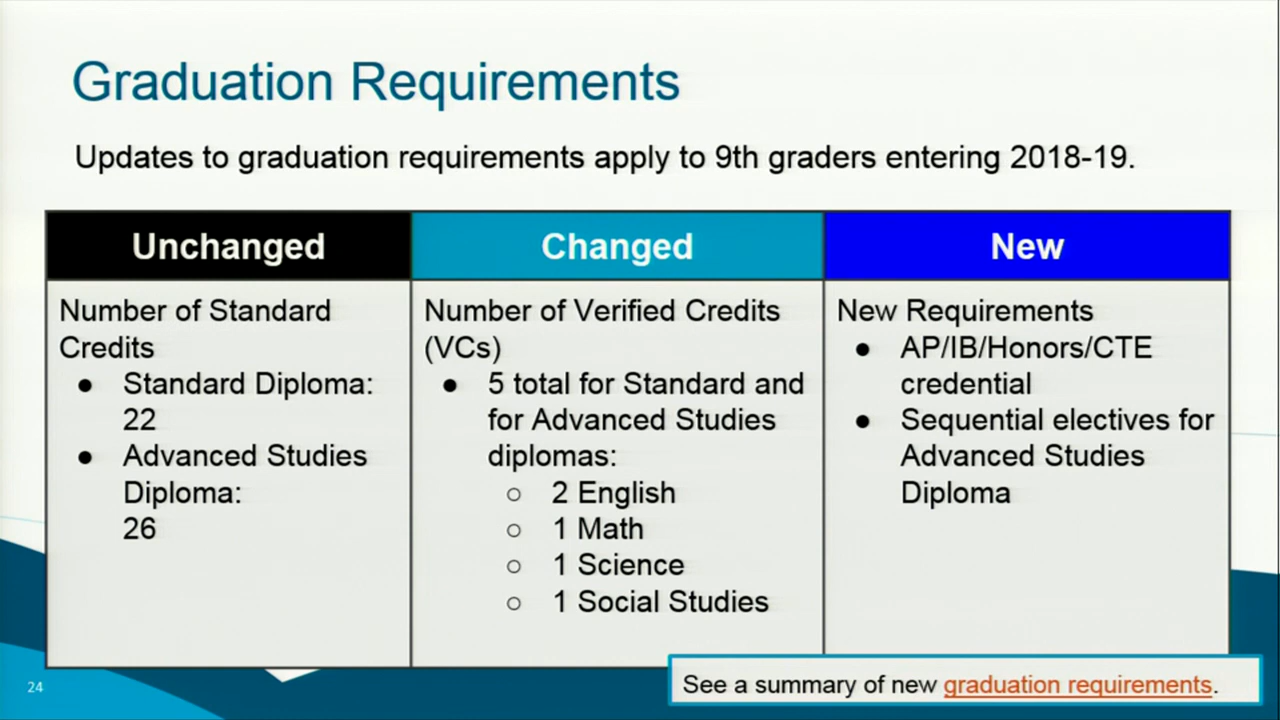 Graduation Requirements
Updates to graduation requirements apply to 9th graders entering 2018-19.
Unchanged
Number of Standard
Credits
● Standard Diploma:
22
● Advanced Studies
Diploma:
26
Changed
Number of Verified Credits
(VCs)
● 5 total for Standard and
for Advanced Studies
diplomas:
○ 2 English
○ 1 Math
○ 1 Science
○ 1 Social Studies
New
New Requirements
● AP/IB/Honors/CTE
credential
● Sequential electives for
Advanced Studies
Diploma
See a summary of new graduation requirements.
24